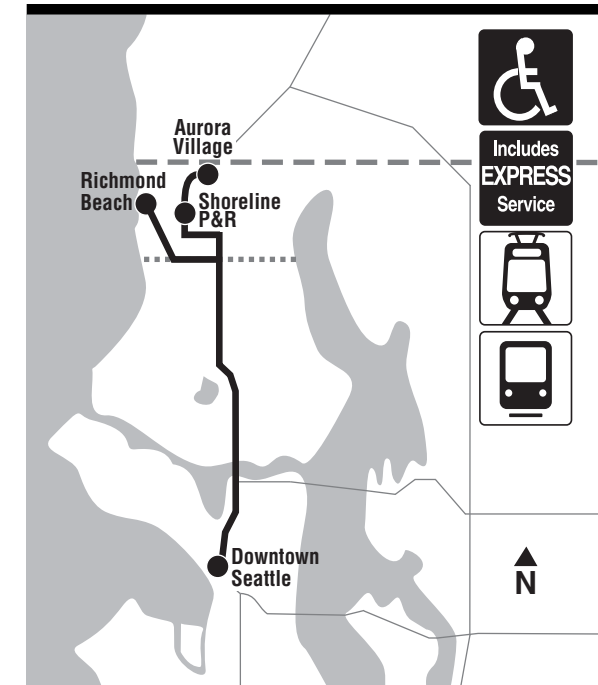 Aurora
Village
Richmond
Beach
Shoreline
P&R
Includes
EXPRESS
Service
Downtown
Seattle
N